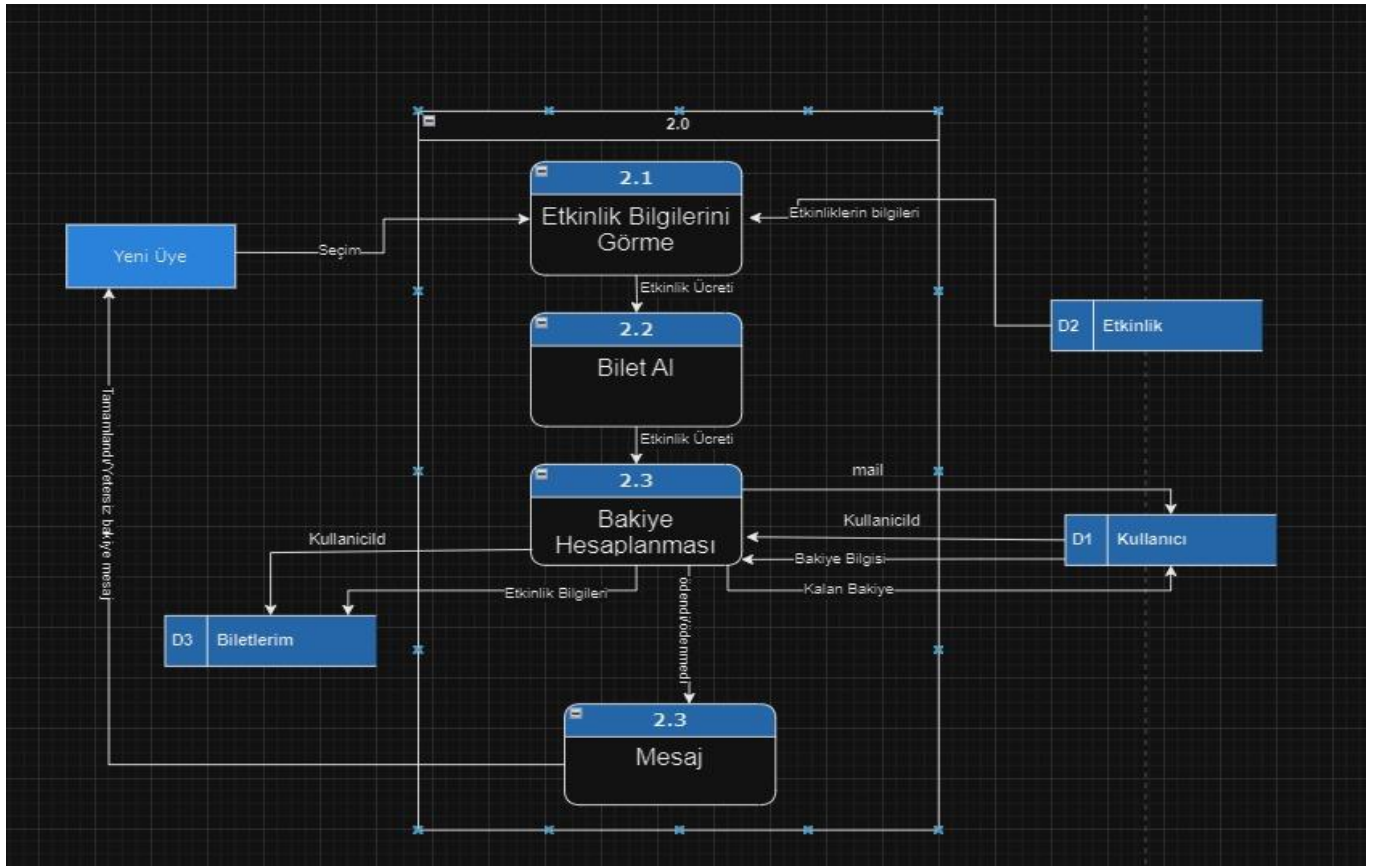 2.0
2.1
Etkinlik Bilgilerini
Görme
Etkinliklerin bilgileri
Yeni Üye
Seçim
Etkinlik Ücreti
D2
Etkinlik
2.2
Bilet Al
Etkinlik Ücreti
Tamamlandı/Yetersiz bakiye mesajı
2.3
Bakiye
Hesaplanması
mail
KullaniciId
KullaniciId
D1
Kullanıcı
Bakiye Bilgisi
Kalan Bakiye
Etkinlik Bilgileri
ödendi/ödenmedi
D3
Biletlerim
2.3
Mesaj